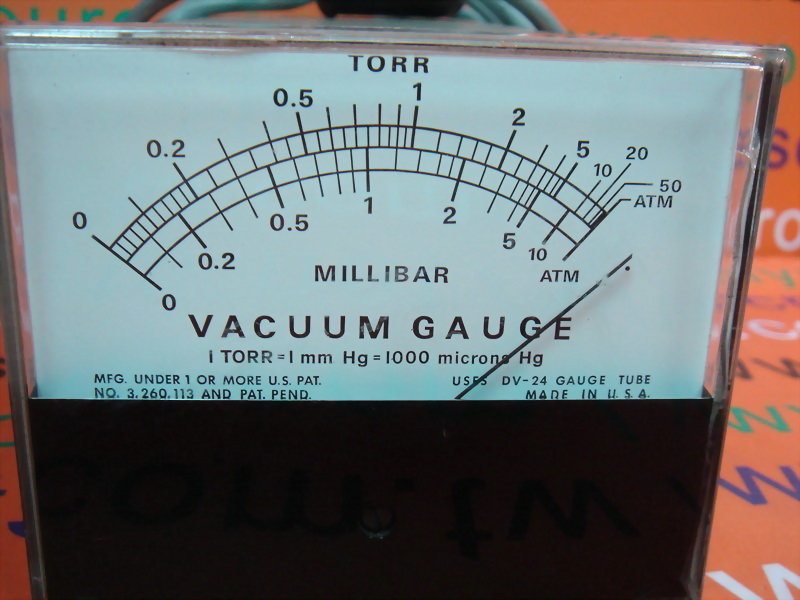 TORR
0 0.2 0.5 1 2 5 10 20 50 ATM
0 0.2 0.5 1 2 5 10 ATM
MILLIBAR
VACUUM GAUGE
1 TORR = 1 mm Hg = 1000 microns Hg
MFG. UNDER 1 OR MORE U.S. PAT.
NO. 3,260,113 AND PAT. PEND.
USES DV-24 GAUGE TUBE
MADE IN U.S.A.
com.tw